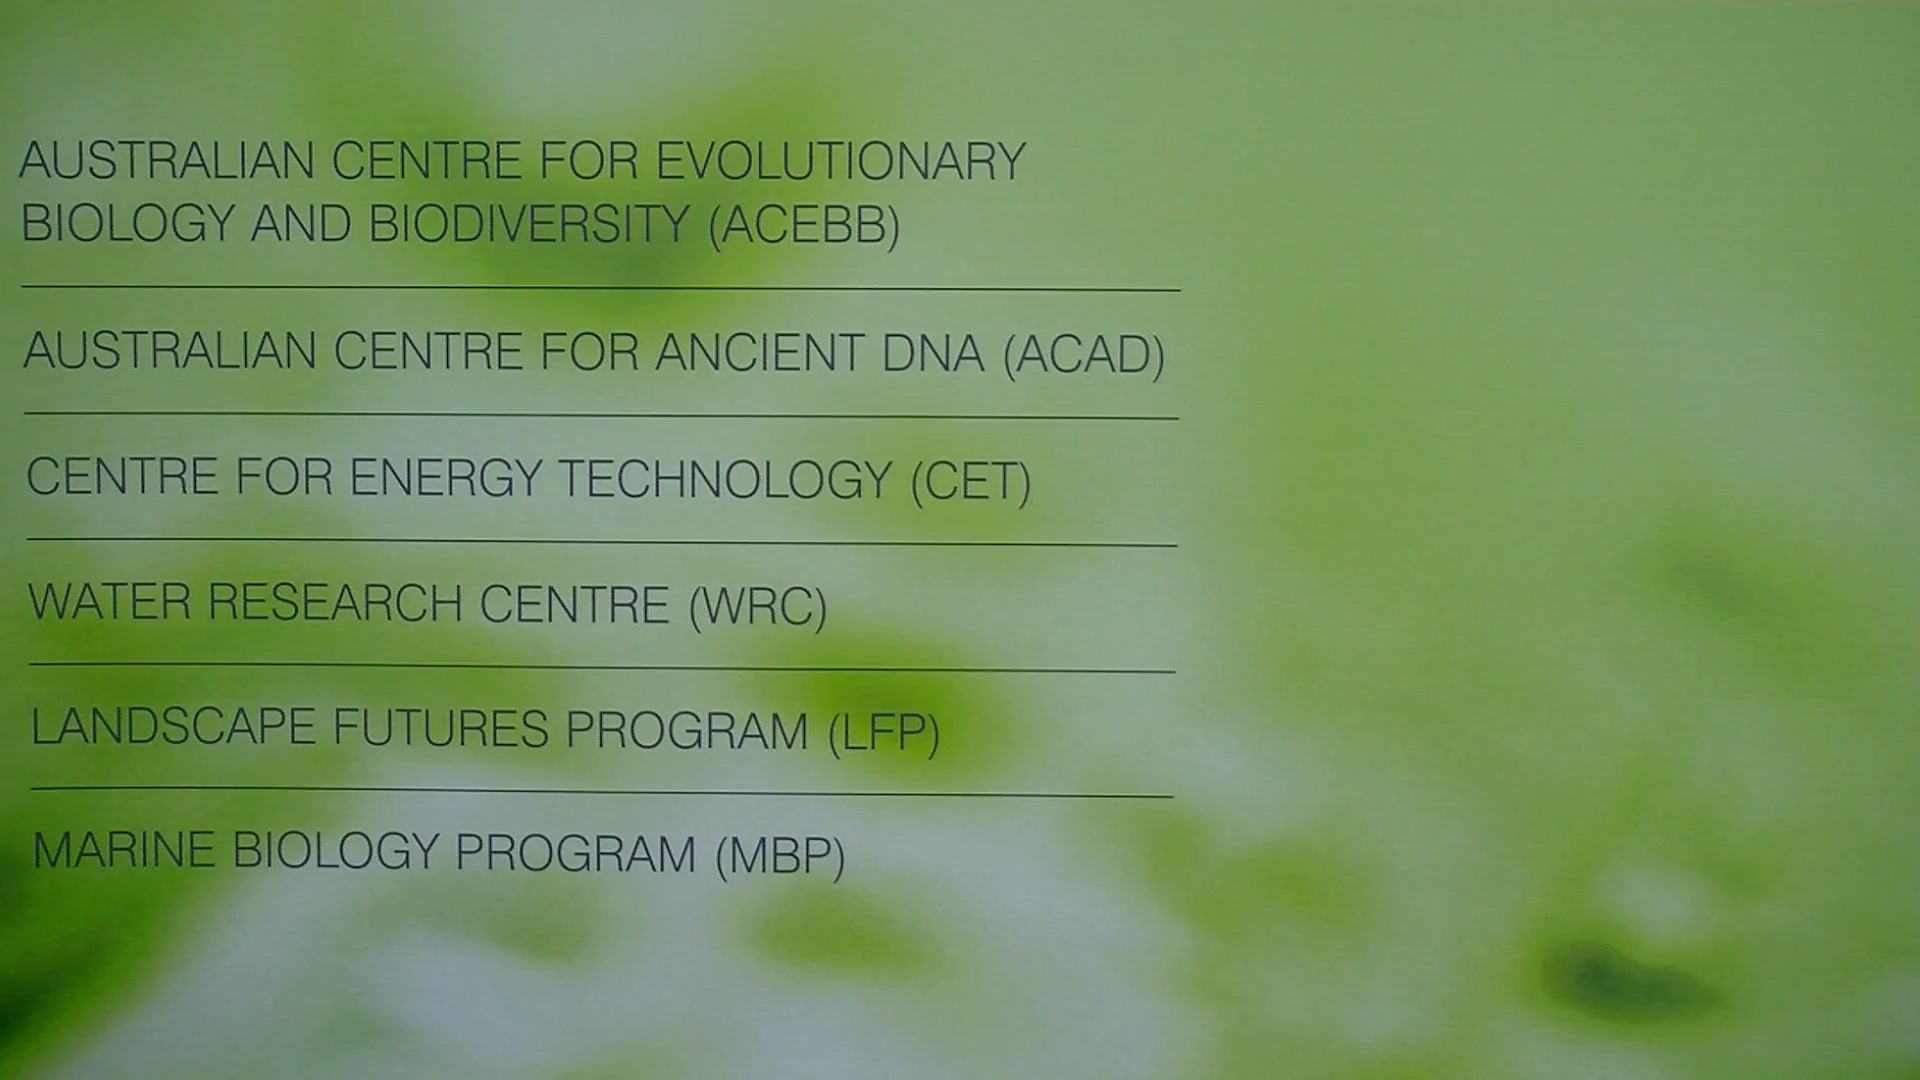 AUSTRALIAN CENTRE FOR EVOLUTIONARY
BIOLOGY AND BIODIVERSITY (ACEBB)
AUSTRALIAN CENTRE FOR ANCIENT DNA (ACAD)
CENTRE FOR ENERGY TECHNOLOGY (CET)
WATER RESEARCH CENTRE (WRC)
LANDSCAPE FUTURES PROGRAM (LFP)
MARINE BIOLOGY PROGRAM (MBP)